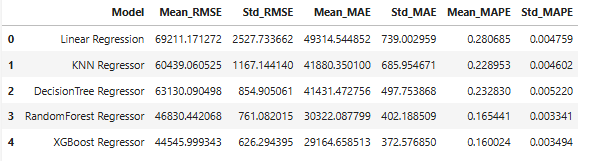 Model Mean_RMSE Std_RMSE Mean_MAE Std_MAE Mean_MAPE Std_MAPE
0 Linear Regression 69211.171272 2527.733662 49314.544852 739.002959 0.280685 0.004759
1 KNN Regressor 60439.060525 1167.144140 41880.350100 685.954671 0.228953 0.004602
2 DecisionTree Regressor 63130.090498 854.905061 41431.472756 497.753868 0.232830 0.005220
3 RandomForest Regressor 46830.442068 761.082015 30322.087799 402.188509 0.165441 0.003341
4 XGBoost Regressor 44545.999343 626.294395 29164.658513 372.576850 0.160024 0.003494